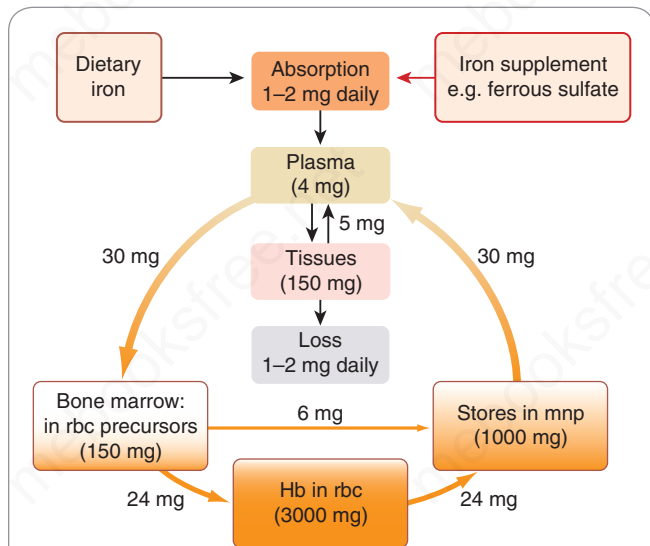 Dietary
iron
Absorption
1–2 mg daily
Iron supplement
e.g. ferrous sulfate
Plasma
(4 mg)
5 mg
30 mg
30 mg
Tissues
(150 mg)
Loss
1–2 mg daily
Bone marrow:
in rbc precursors
(150 mg)
6 mg
Stores in mnp
(1000 mg)
24 mg
Hb in rbc
(3000 mg)
24 mg